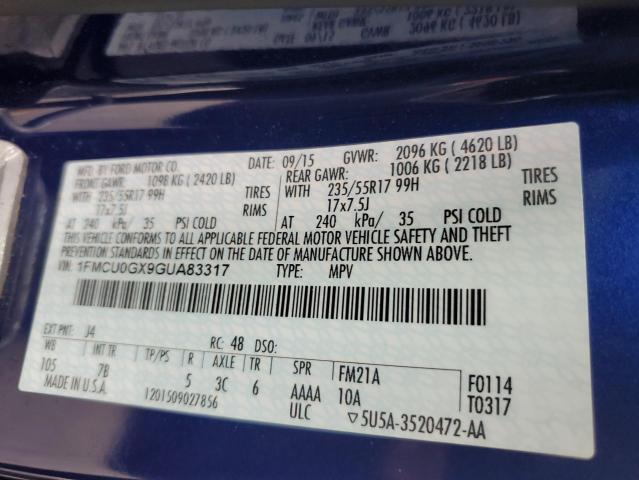 MFD. BY FORD MOTOR CO.
DATE: 09/15 GVWR: 2096 KG ( 4620 LB)
FRONT GAWR: 1098 KG ( 2420 LB) REAR GAWR: 1006 KG ( 2218 LB)
WITH 235/55R17 99H TIRES WITH 235/55R17 99H TIRES
17x7.5J RIMS 17x7.5J RIMS
AT 240 kPa/ 35 PSI COLD AT 240 kPa/ 35 PSI COLD
THIS VEHICLE CONFORMS TO ALL APPLICABLE FEDERAL MOTOR VEHICLE SAFETY AND THEFT
PREVENTION STANDARDS IN EFFECT ON THE DATE OF MANUFACTURE SHOWN ABOVE.
VIN: 1FMCU0GX9GUA83317 TYPE: MPV
EXT PNT: J4 RC: 48 DSO:
WB INT TR TP/PS R AXLE TR SPR FM21A F0114
105 7B 5 3C 6 AAAA 10A T0317
MADE IN U.S.A. 1201509027856 ULC ▽5U5A-3520472-AA